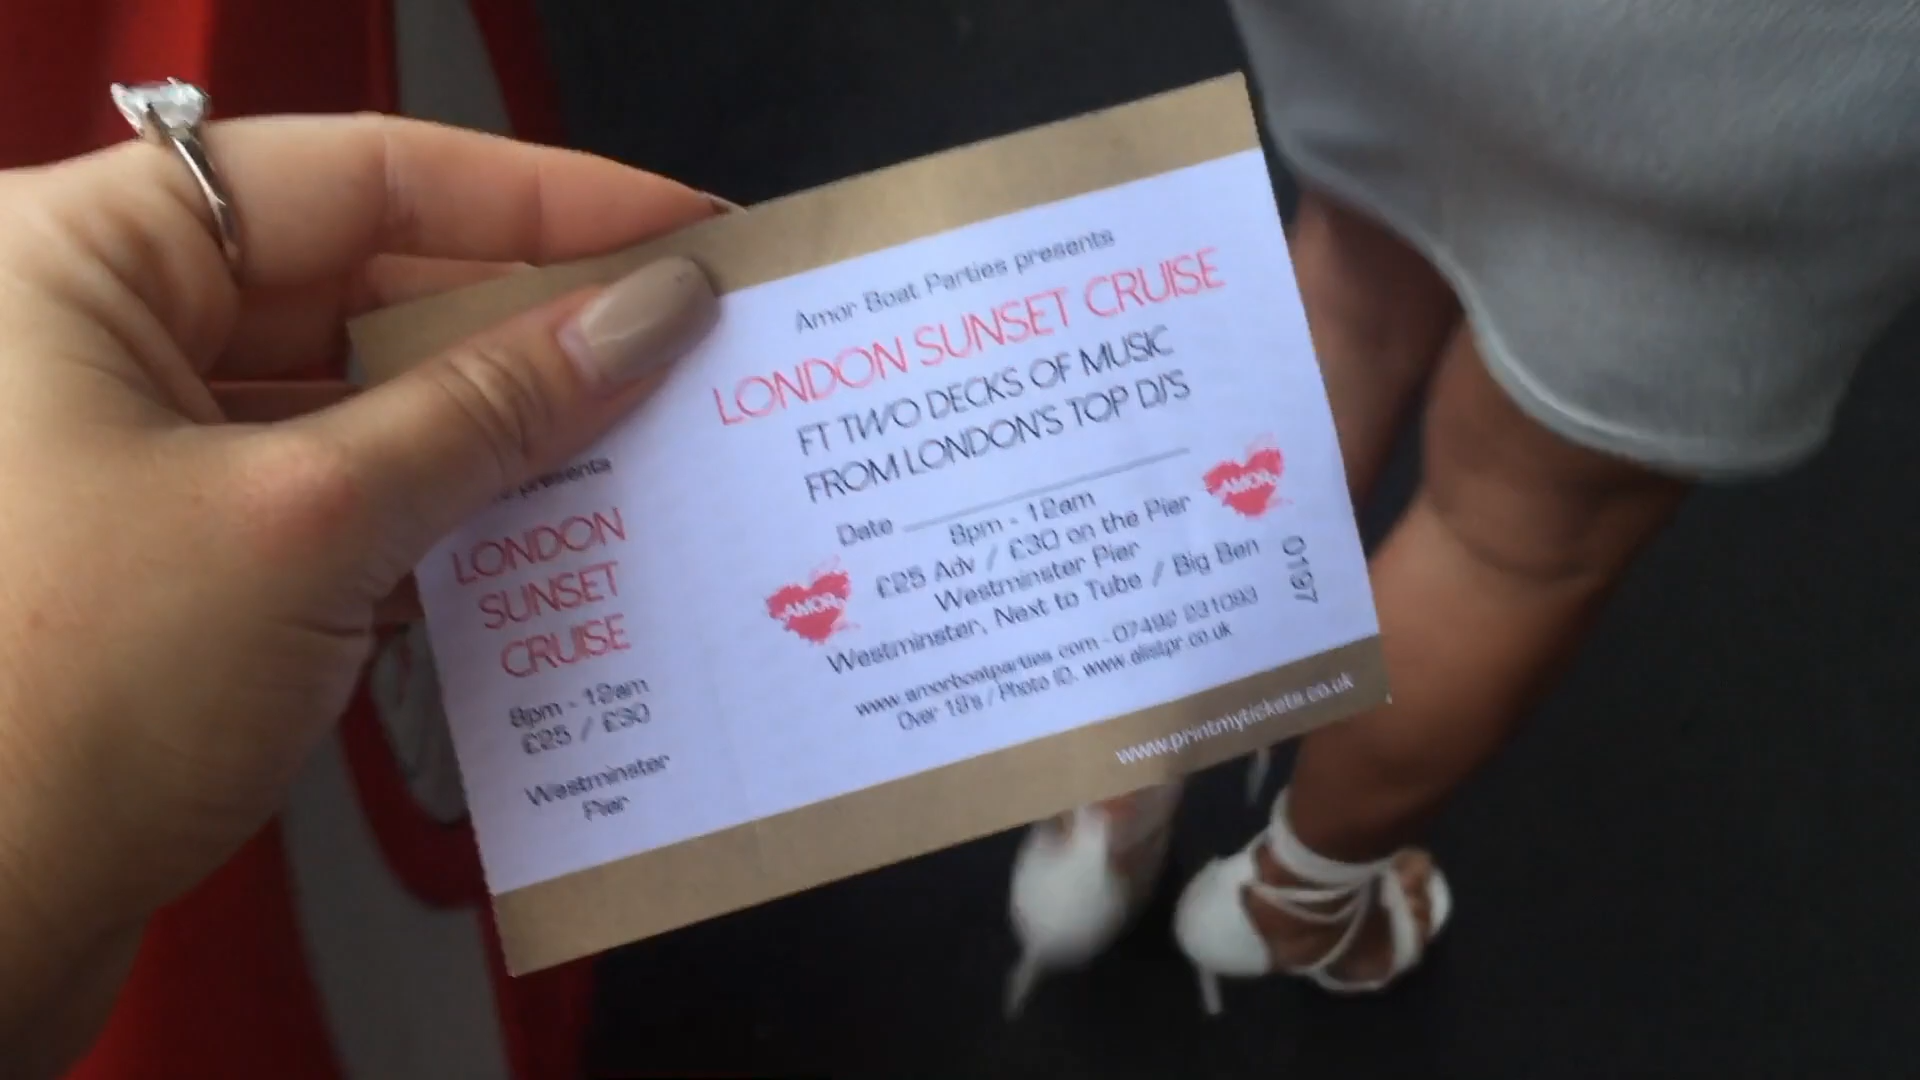 presents
LONDON
SUNSET
CRUISE
8pm - 12am
£25 / £30
Westminster
Pier
Amor Boat Parties presents
LONDON SUNSET CRUISE
FT TWO DECKS OF MUSIC
FROM LONDON'S TOP DJ'S
Date
8pm - 12am
£25 Adv / £30 on the Pier
Westminster Pier
Westminster, Next to Tube / Big Ben
www.amorboatparties.com - 07492 931093
Over 18's / Photo ID. www.alistpr.co.uk
AMOR
AMOR
0197
www.printmytickets.co.uk